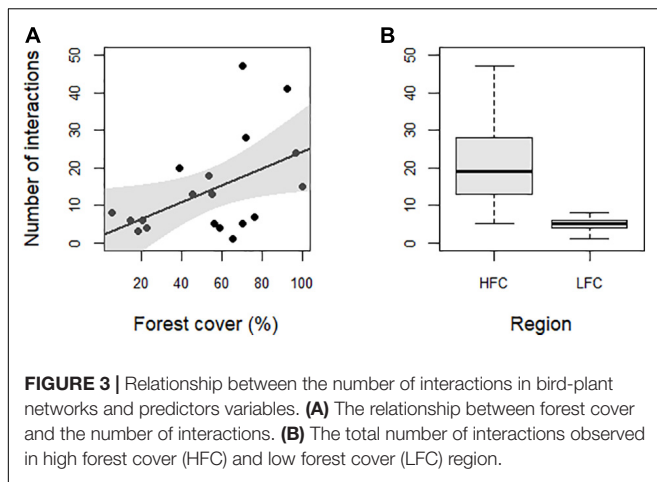 A
B
Number of interactions
50
40
30
20
10
0
20 40 60 80 100
Forest cover (%)
50
40
30
20
10
0
HFC LFC
Region
FIGURE 3 | Relationship between the number of interactions in bird-plant
networks and predictors variables. (A) The relationship between forest cover
and the number of interactions. (B) The total number of interactions observed
in high forest cover (HFC) and low forest cover (LFC) region.